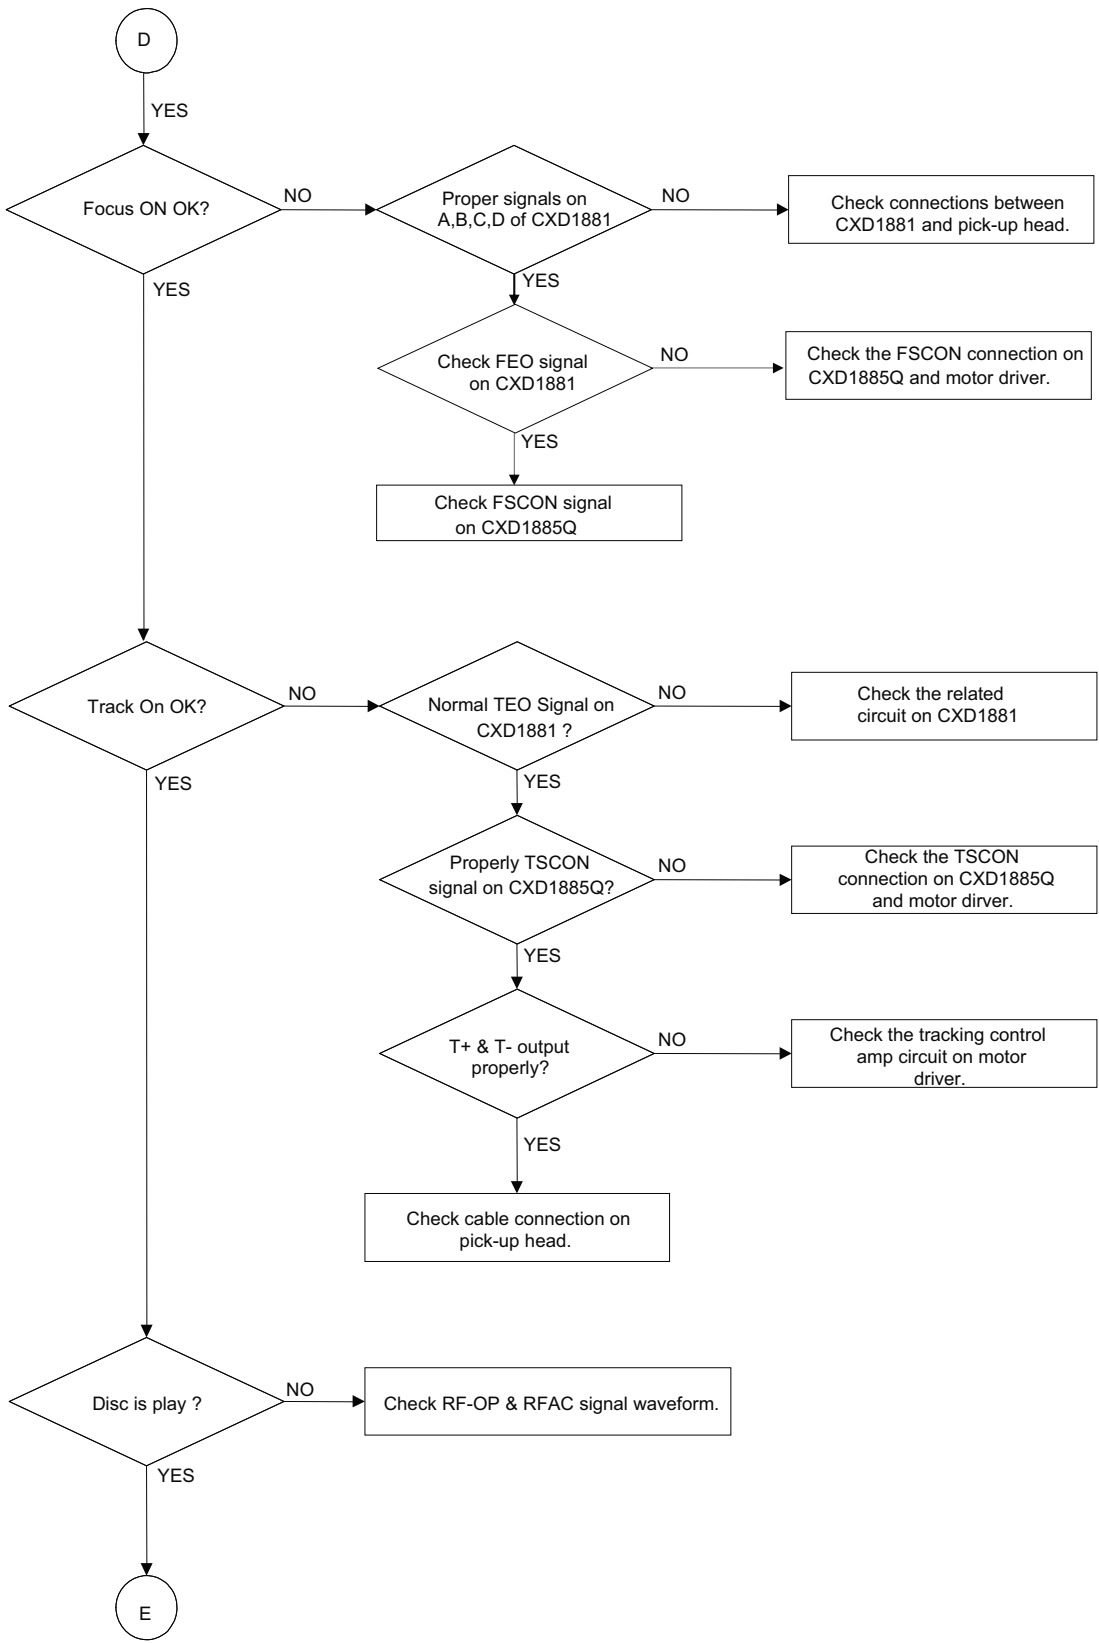 D
YES
Focus ON OK?
NO
Proper signals on
A,B,C,D of CXD1881
NO
Check connections between
CXD1881 and pick-up head.
YES
YES
Check FEO signal
on CXD1881
NO
Check the FSCON connection on
CXD1885Q and motor driver.
YES
Check FSCON signal
on CXD1885Q
Track On OK?
NO
Normal TEO Signal on
CXD1881 ?
NO
Check the related
circuit on CXD1881
YES
YES
Properly TSCON
signal on CXD1885Q?
NO
Check the TSCON
connection on CXD1885Q
and motor dirver.
YES
T+ & T- output
properly?
NO
Check the tracking control
amp circuit on motor
driver.
YES
Check cable connection on
pick-up head.
Disc is play ?
NO
Check RF-OP & RFAC signal waveform.
YES
E